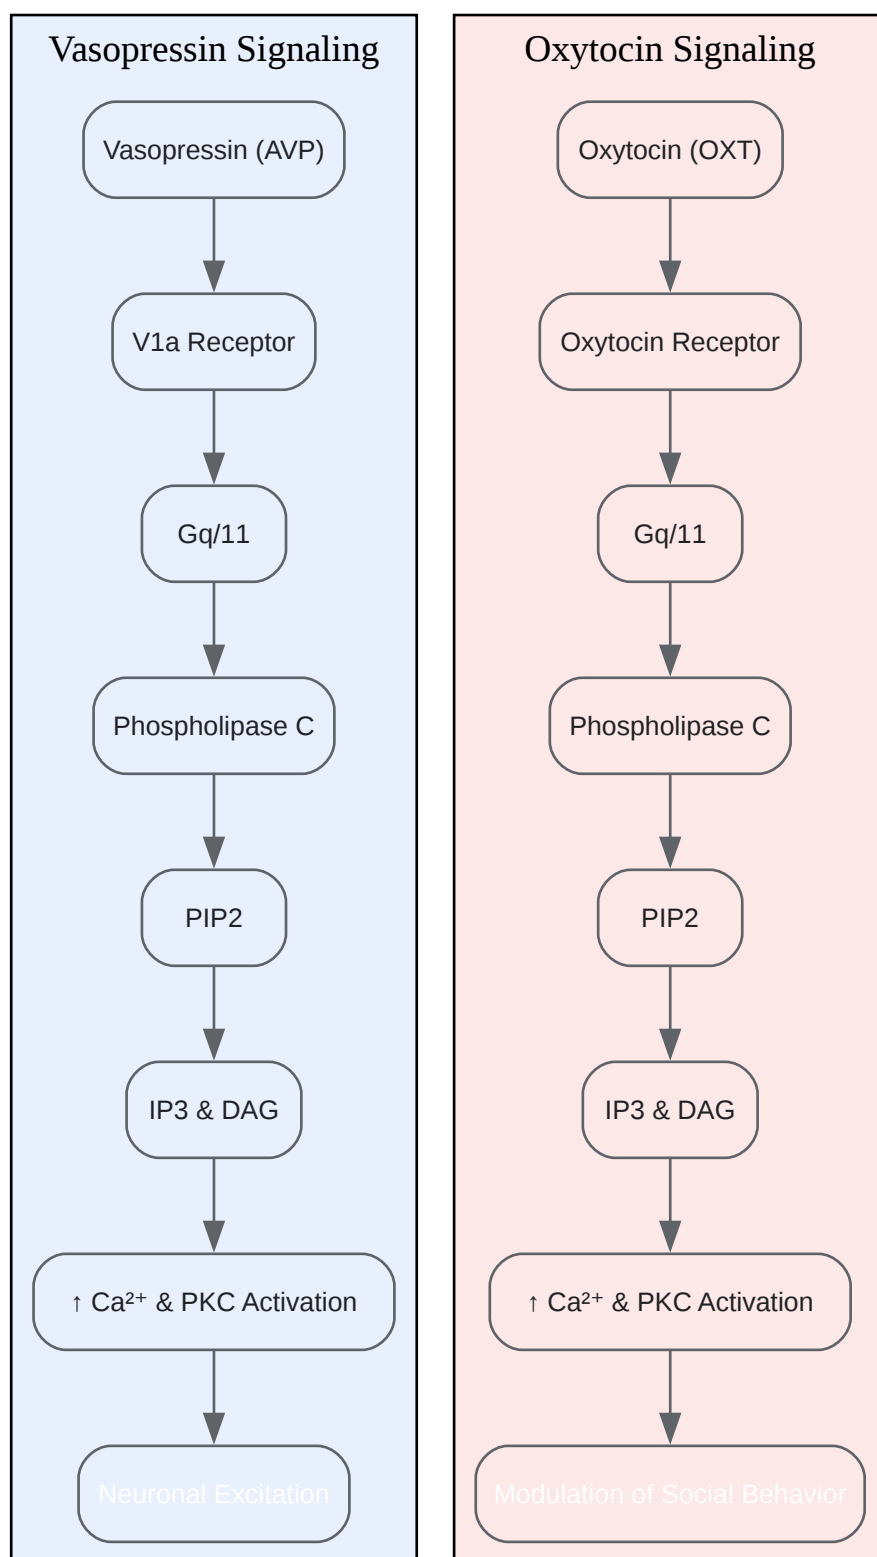 Vasopressin Signaling
Vasopressin (AVP)
V1a Receptor
Gq/11
Phospholipase C
PIP2
IP3 & DAG
↑ Ca²⁺ & PKC Activation
Neuronal Excitation
Oxytocin Signaling
Oxytocin (OXT)
Oxytocin Receptor
Gq/11
Phospholipase C
PIP2
IP3 & DAG
↑ Ca²⁺ & PKC Activation
Modulation of Social Behavior